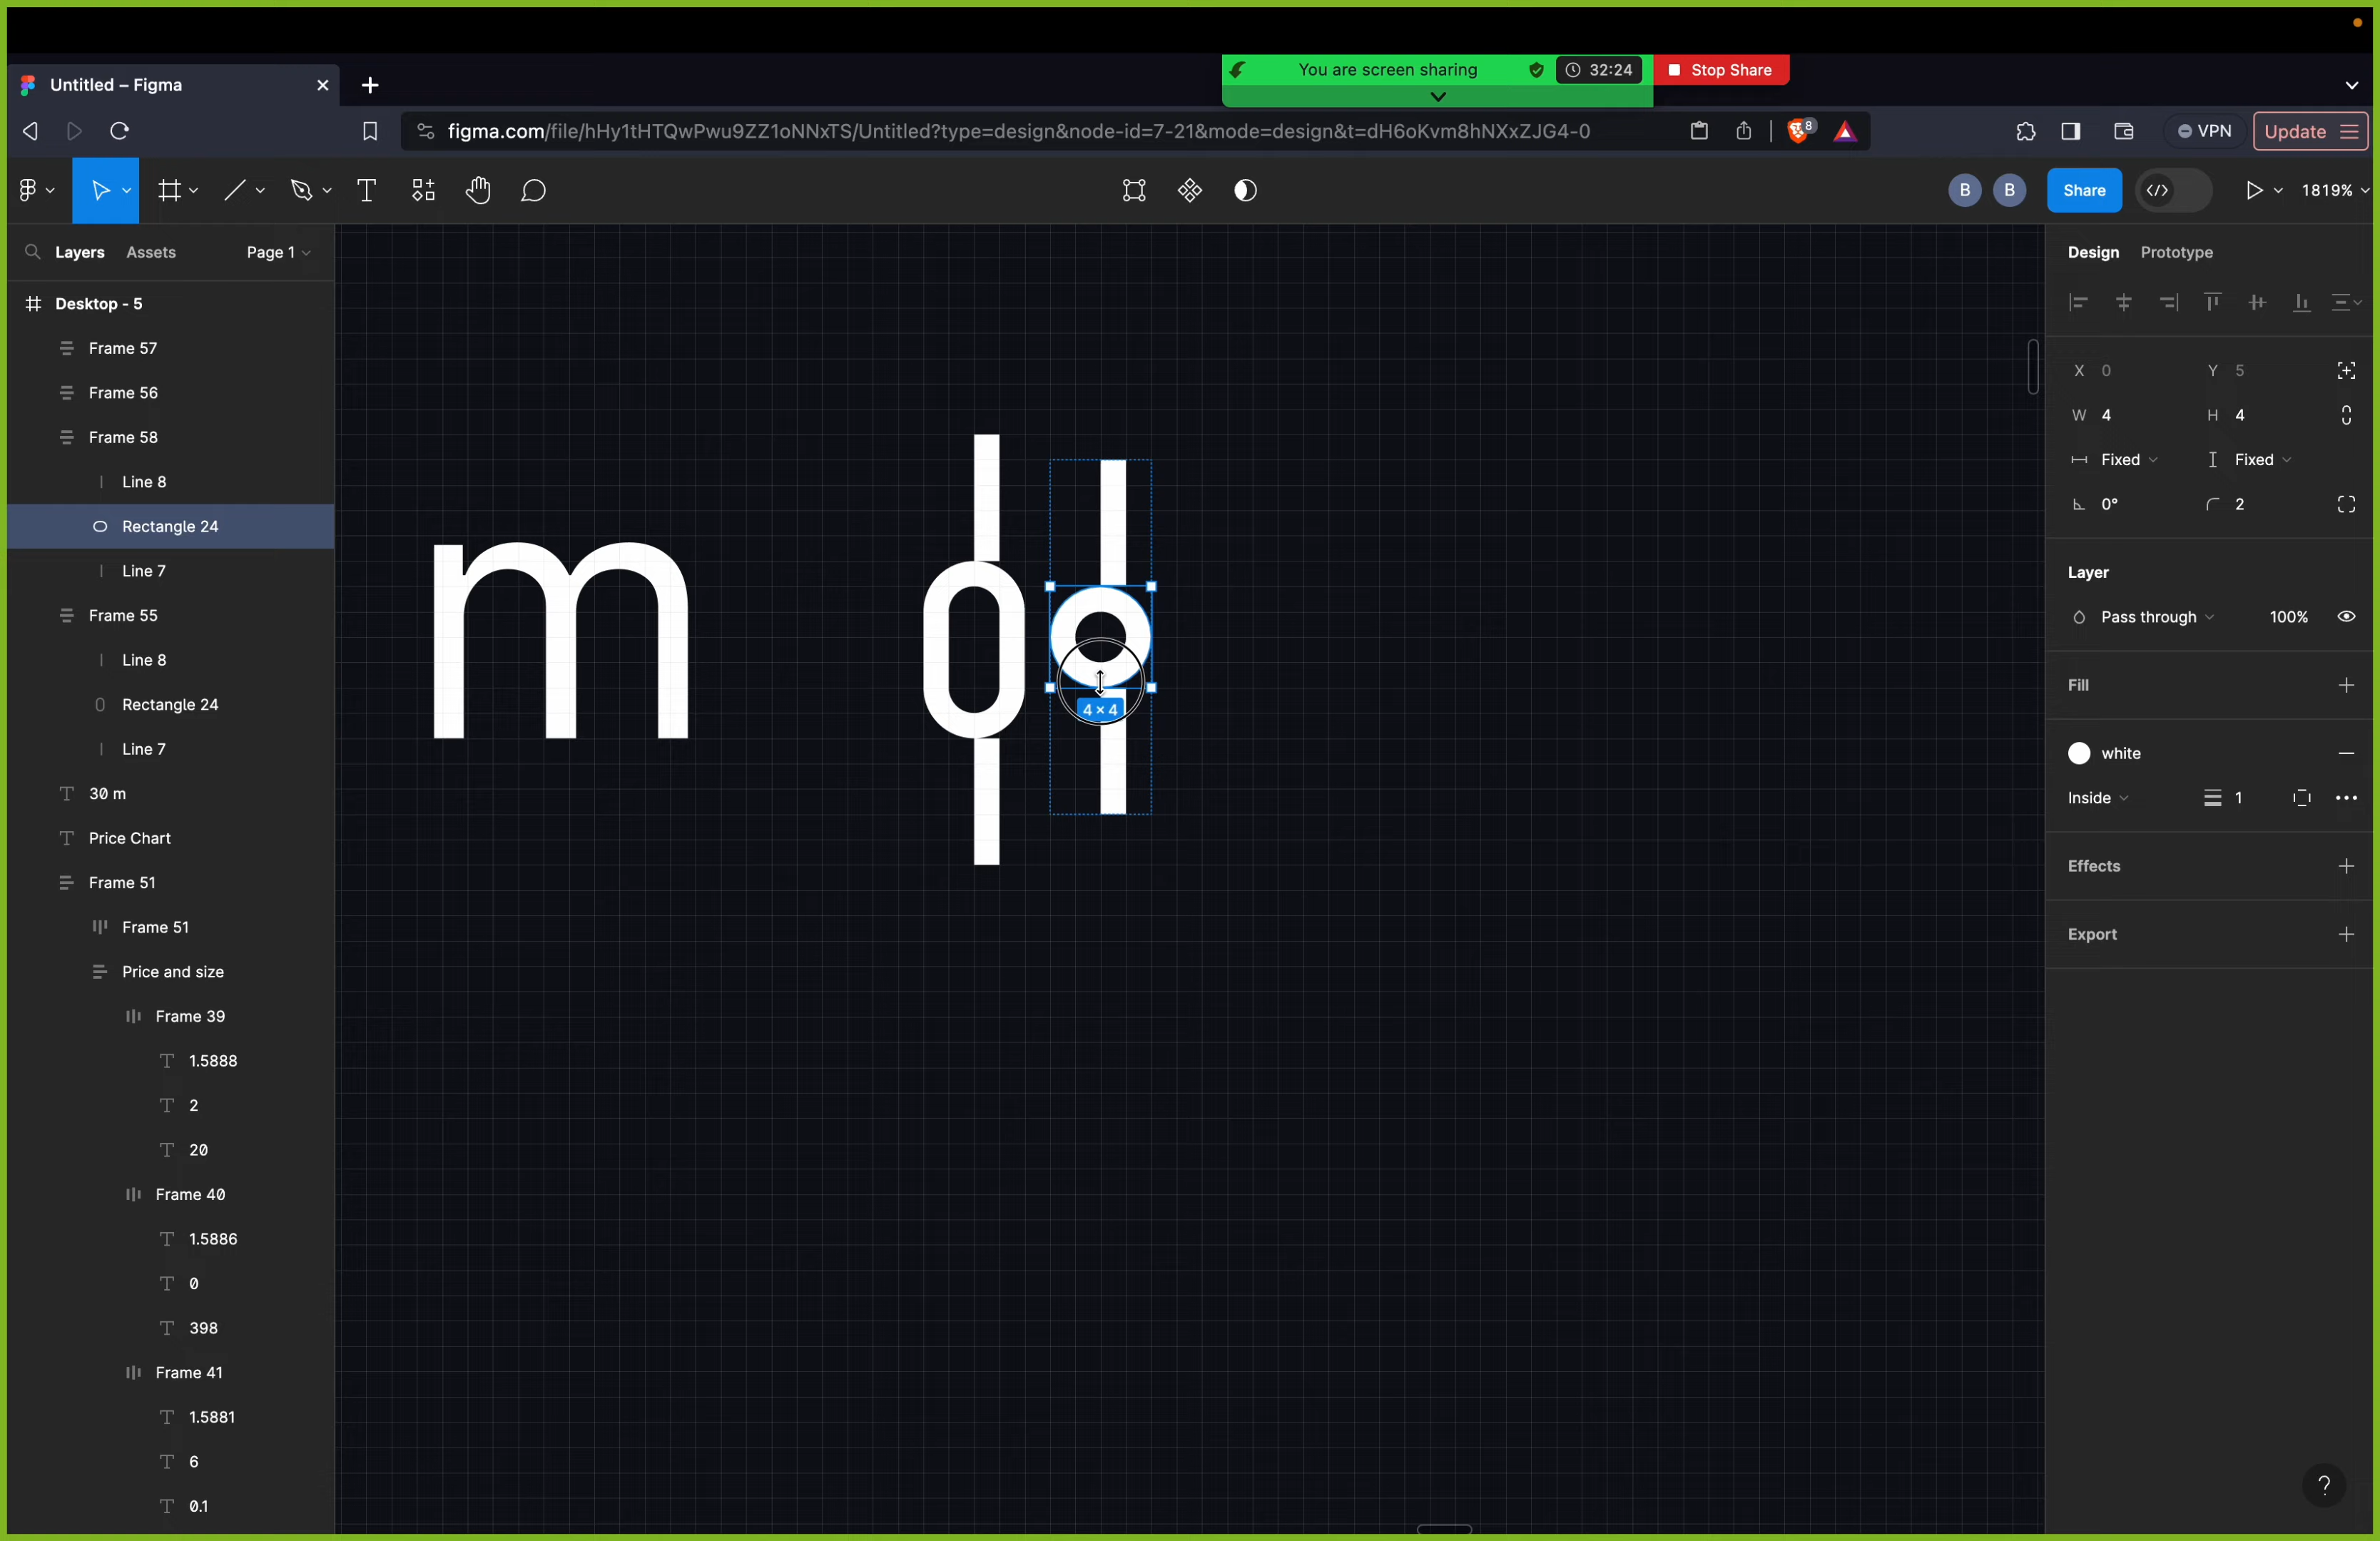 Untitled – Figma
You are screen sharing
32:24
Stop Share
figma.com/file/hHy1tHTQwPwu9ZZ1oNNxTS/Untitled?type=design&node-id=7-21&mode=design&t=dH6oKvm8hNXxZJG4-0
8
VPN
Update
B
B
Share
1819%
Layers
Assets
Page 1
Desktop - 5
Frame 57
Frame 56
Frame 58
Line 8
Rectangle 24
Line 7
Frame 55
Line 8
Rectangle 24
Line 7
30 m
Price Chart
Frame 51
Frame 51
Price and size
Frame 39
1.5888
2
20
Frame 40
1.5886
0
398
Frame 41
1.5881
6
0.1
m
4 × 4
Design
Prototype
X 0
Y 5
W 4
H 4
Fixed
Fixed
0°
2
Layer
Pass through
100%
Fill
white
Inside
1
Effects
Export
?